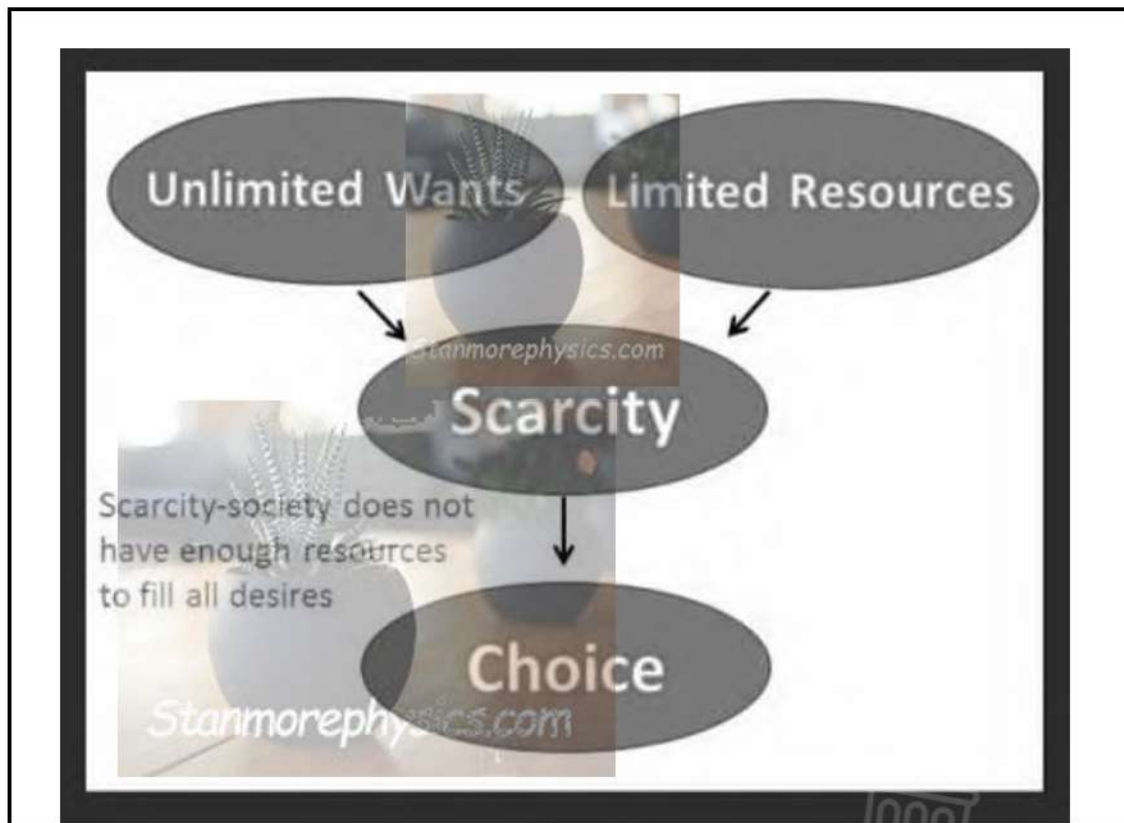 Unlimited Wants
Limited Resources
Stanmorephysics.com
Scarcity
Scarcity-society does not
have enough resources
to fill all desires
Choice
Stanmorephysics.com